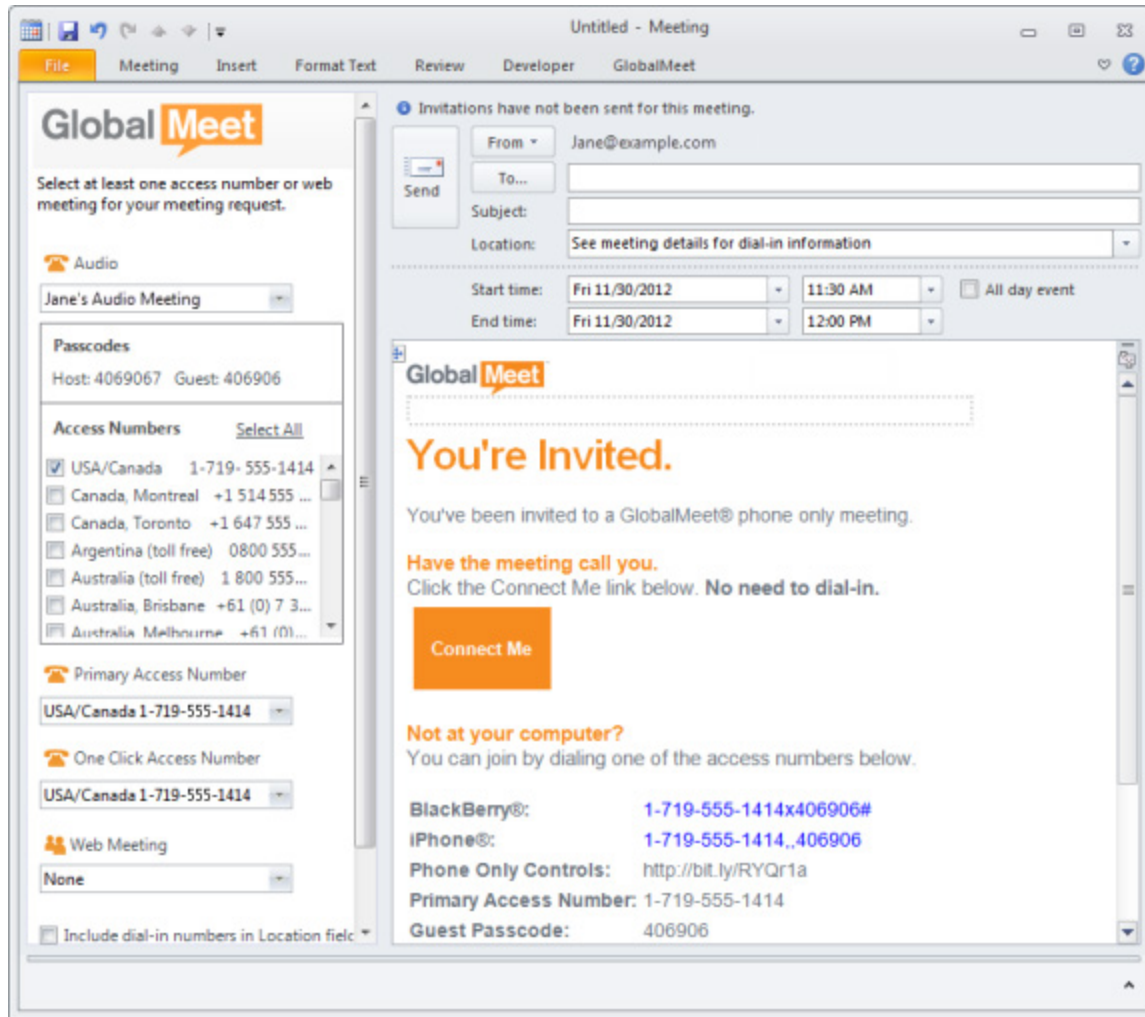 Untitled - Meeting
File Meeting Insert Format Text Review Developer GlobalMeet
Global Meet
Select at least one access number or web
meeting for your meeting request.
Audio
Jane's Audio Meeting
Passcodes
Host: 4069067 Guest: 406906
Access Numbers Select All
USA/Canada 1-719- 555-1414
Canada, Montreal +1 514 555 ...
Canada, Toronto +1 647 555 ...
Argentina (toll free) 0800 555...
Australia (toll free) 1 800 555...
Australia, Brisbane +61 (0) 7 3...
Australia, Melbourne +61 (0)...
Primary Access Number
USA/Canada 1-719-555-1414
One Click Access Number
USA/Canada 1-719-555-1414
Web Meeting
None
Include dial-in numbers in Location field
Invitations have not been sent for this meeting.
Send
From Jane@example.com
To...
Subject:
Location: See meeting details for dial-in information
Start time: Fri 11/30/2012 11:30 AM All day event
End time: Fri 11/30/2012 12:00 PM
Global Meet
You're Invited.
You've been invited to a GlobalMeet® phone only meeting.
Have the meeting call you.
Click the Connect Me link below. No need to dial-in.
Connect Me
Not at your computer?
You can join by dialing one of the access numbers below.
BlackBerry®: 1-719-555-1414x406906#
iPhone®: 1-719-555-1414,,406906
Phone Only Controls: http://bit.ly/RYQr1a
Primary Access Number: 1-719-555-1414
Guest Passcode: 406906